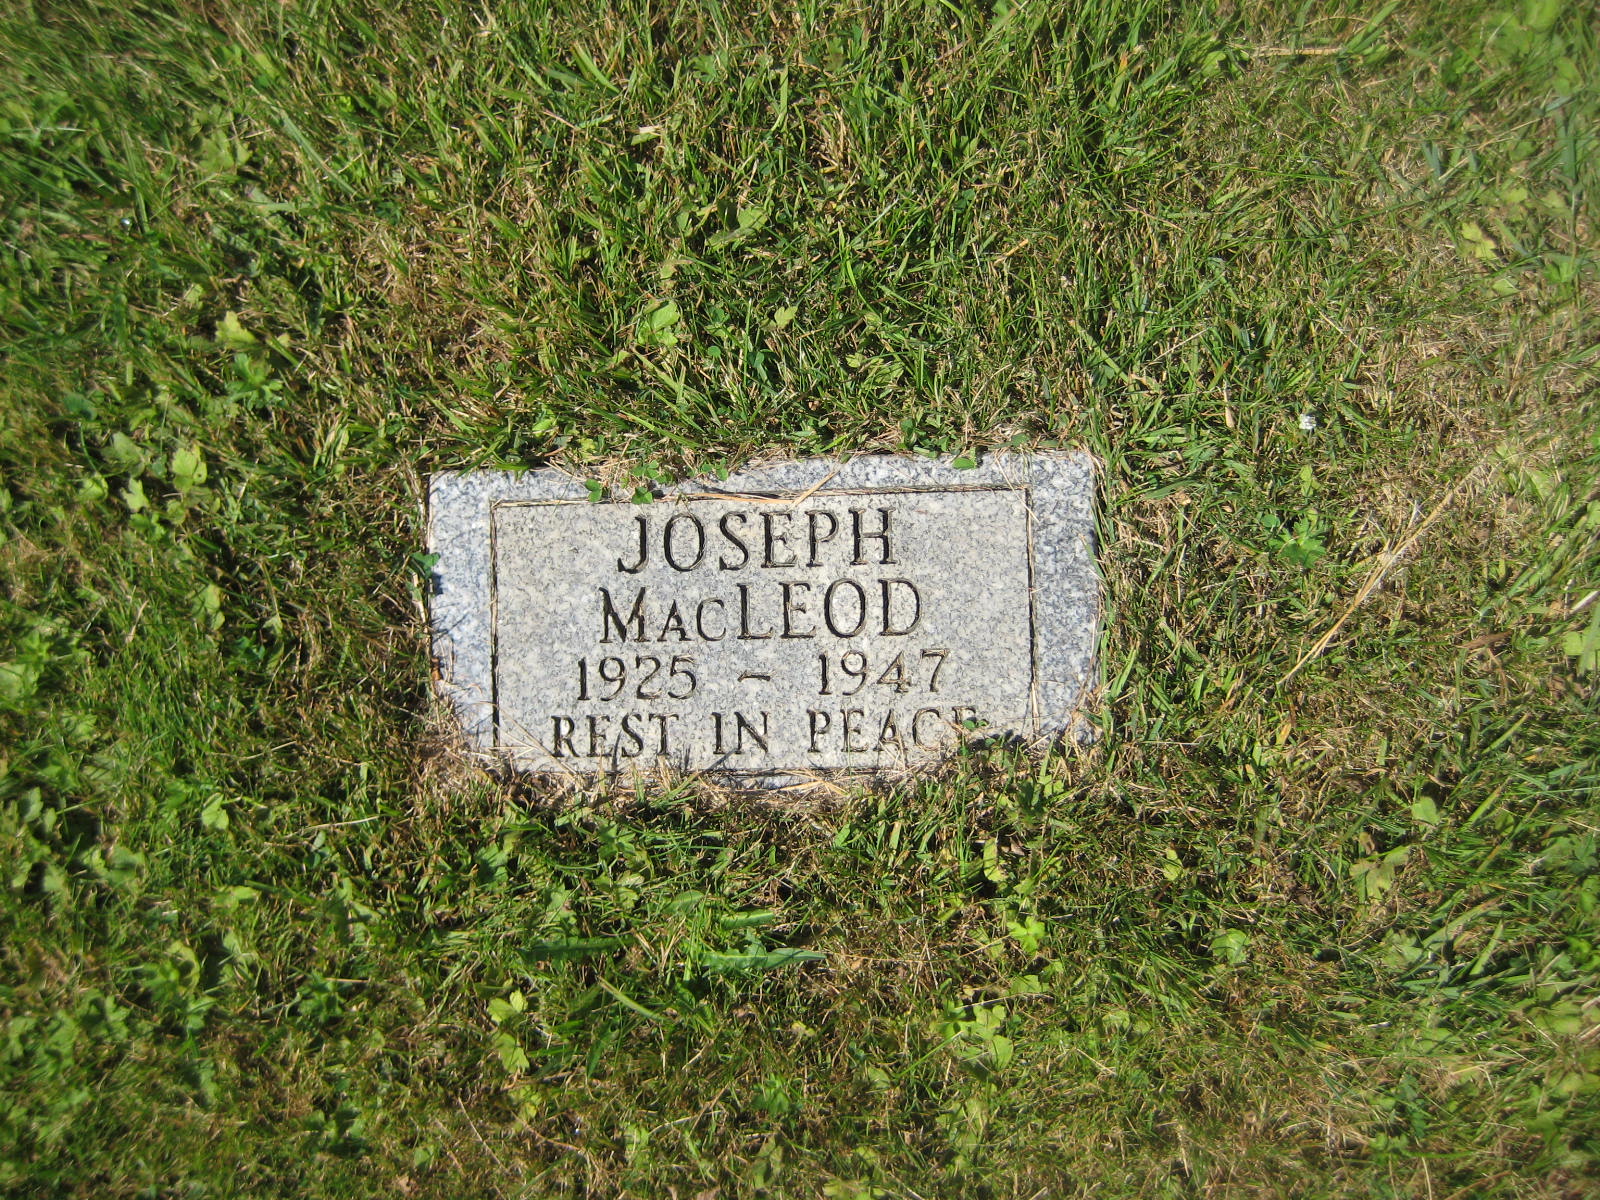 JOSEPH
MacLEOD
1925 - 1947
REST IN PEACE